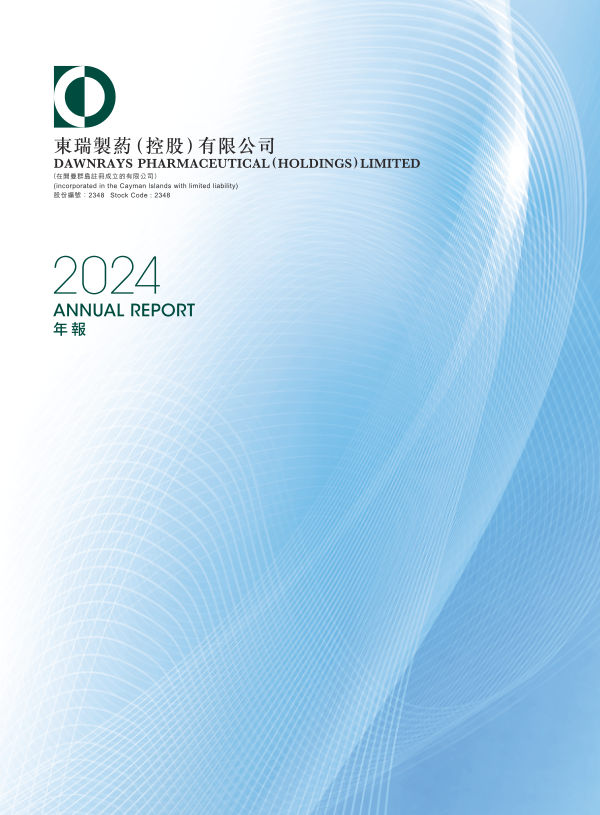 東瑞製葯(控股)有限公司
DAWNRAYS PHARMACEUTICAL (HOLDINGS) LIMITED
(在開曼群島註冊成立的有限公司)
(incorporated in the Cayman Islands with limited liability)
股份編號：2348 Stock Code : 2348
2024
ANNUAL REPORT
年報